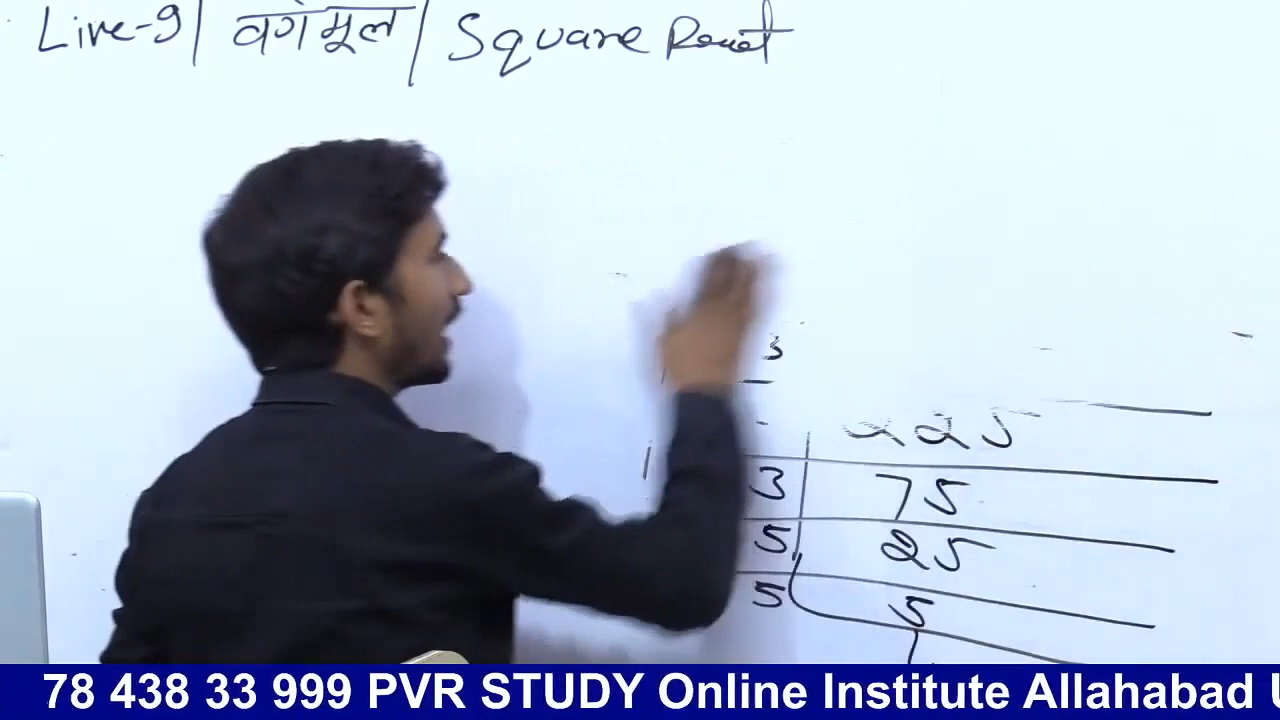 Live-9 | वर्गमूल | Square Root
3
225
3 75
5 25
5 5
78 438 33 999 PVR STUDY Online Institute Allahabad U